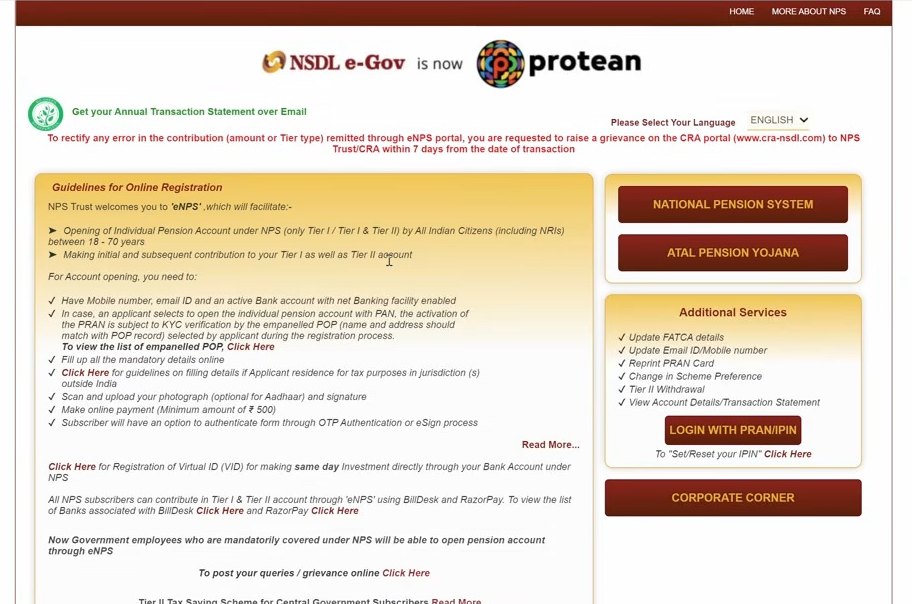 HOME MORE ABOUT NPS FAQ
NSDL e-Gov is now protean
Get your Annual Transaction Statement over Email
Please Select Your Language ENGLISH
To rectify any error in the contribution (amount or Tier type) remitted through eNPS portal, you are requested to raise a grievance on the CRA portal (www.cra-nsdl.com) to NPS
Trust/CRA within 7 days from the date of transaction
Guidelines for Online Registration
NPS Trust welcomes you to 'eNPS' ,which will facilitate:-
➤ Opening of Individual Pension Account under NPS (only Tier I / Tier I & Tier II) by All Indian Citizens (including NRIs)
between 18 - 70 years
➤ Making initial and subsequent contribution to your Tier I as well as Tier II account
For Account opening, you need to:
✓ Have Mobile number, email ID and an active Bank account with net Banking facility enabled
✓ In case, an applicant selects to open the individual pension account with PAN, the activation of
the PRAN is subject to KYC verification by the empanelled POP (name and address should
match with POP record) selected by applicant during the registration process.
To view the list of empanelled POP, Click Here
✓ Fill up all the mandatory details online
✓ Click Here for guidelines on filling details if Applicant residence for tax purposes in jurisdiction (s)
outside India
✓ Scan and upload your photograph (optional for Aadhaar) and signature
✓ Make online payment (Minimum amount of ₹ 500)
✓ Subscriber will have an option to authenticate form through OTP Authentication or eSign process
Read More...
Click Here for Registration of Virtual ID (VID) for making same day Investment directly through your Bank Account under
NPS
All NPS subscribers can contribute in Tier I & Tier II account through 'eNPS' using BillDesk and RazorPay. To view the list
of Banks associated with BillDesk Click Here and RazorPay Click Here
Now Government employees who are mandatorily covered under NPS will be able to open pension account
through eNPS
To post your queries / grievance online Click Here
Tier II Tax Saving Scheme for Central Government Subscribers Read More
NATIONAL PENSION SYSTEM
ATAL PENSION YOJANA
Additional Services
✓ Update FATCA details
✓ Update Email ID/Mobile number
✓ Reprint PRAN Card
✓ Change in Scheme Preference
✓ Tier II Withdrawal
✓ View Account Details/Transaction Statement
LOGIN WITH PRAN/IPIN
To "Set/Reset your IPIN" Click Here
CORPORATE CORNER